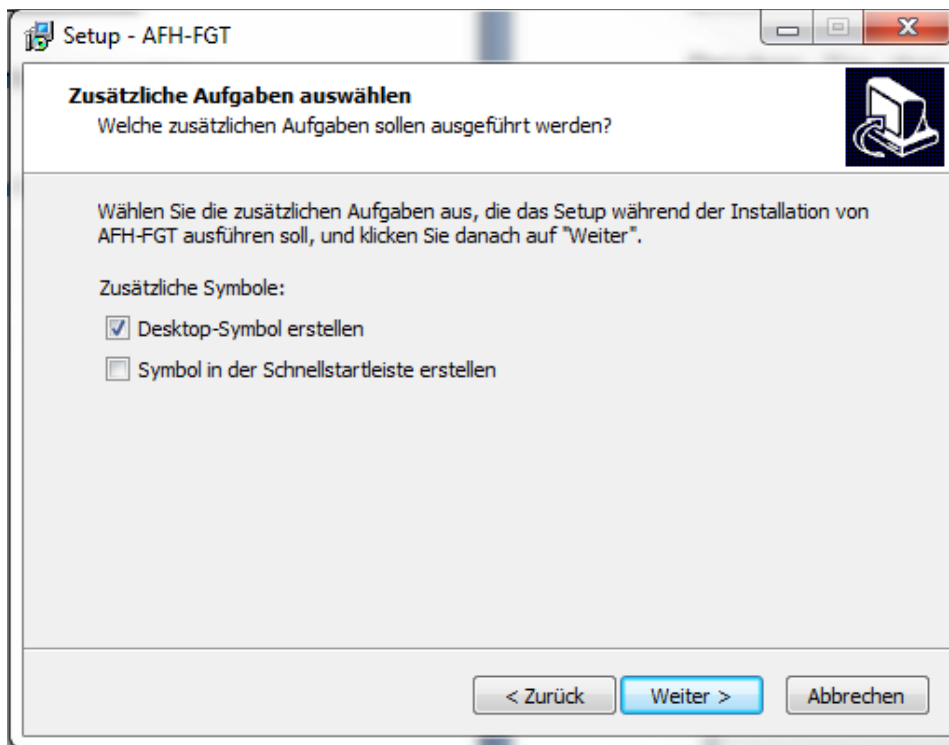 Setup - AFH-FGT
Zusätzliche Aufgaben auswählen
Welche zusätzlichen Aufgaben sollen ausgeführt werden?
Wählen Sie die zusätzlichen Aufgaben aus, die das Setup während der Installation von
AFH-FGT ausführen soll, und klicken Sie danach auf "Weiter".
Zusätzliche Symbole:
Desktop-Symbol erstellen
Symbol in der Schnellstartleiste erstellen
< Zurück Weiter > Abbrechen